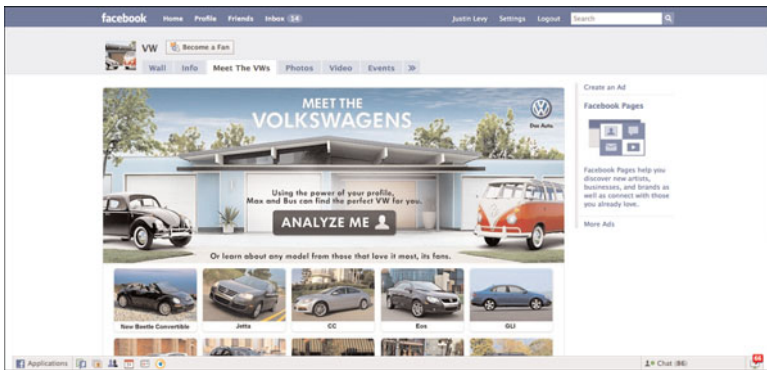 facebook Home Profile Friends Inbox 14 Justin Levy Settings Logout Search
VW Become a Fan
Wall Info Meet The VWs Photos Video Events
Create an Ad
Facebook Pages
Facebook Pages help you
discover new artists,
businesses, and brands as
well as connect with those
you already love.
More Ads
MEET THE
VOLKSWAGENS
Das Auto.
Using the power of your profile,
Max and Bus can find the perfect VW for you.
ANALYZE ME
Or learn about any model from those that love it most, its fans.
New Beetle Convertible Jetta CC Eos GLI
Applications Chat (86)